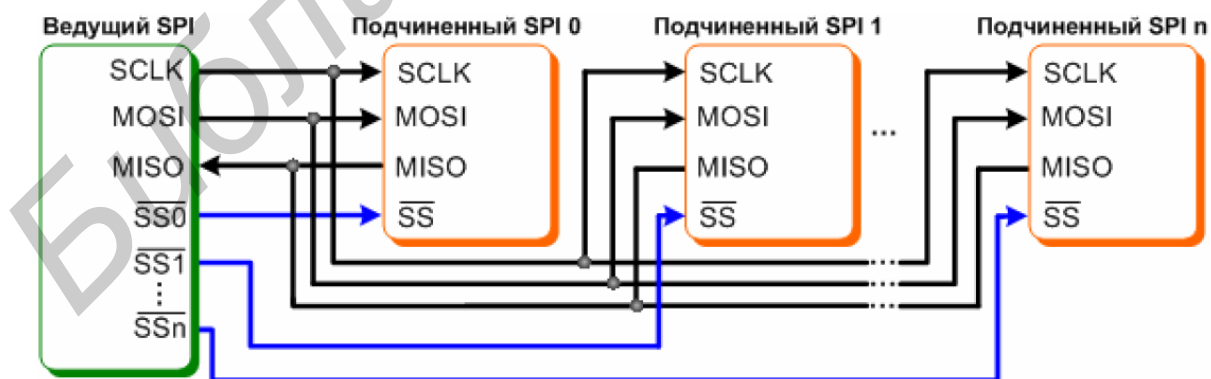 Ведущий SPI
SCLK
MOSI
MISO
SS0
SS1
SSn
Подчиненный SPI 0
SCLK
MOSI
MISO
SS
Подчиненный SPI 1
SCLK
MOSI
MISO
SS
...
Подчиненный SPI n
SCLK
MOSI
MISO
SS